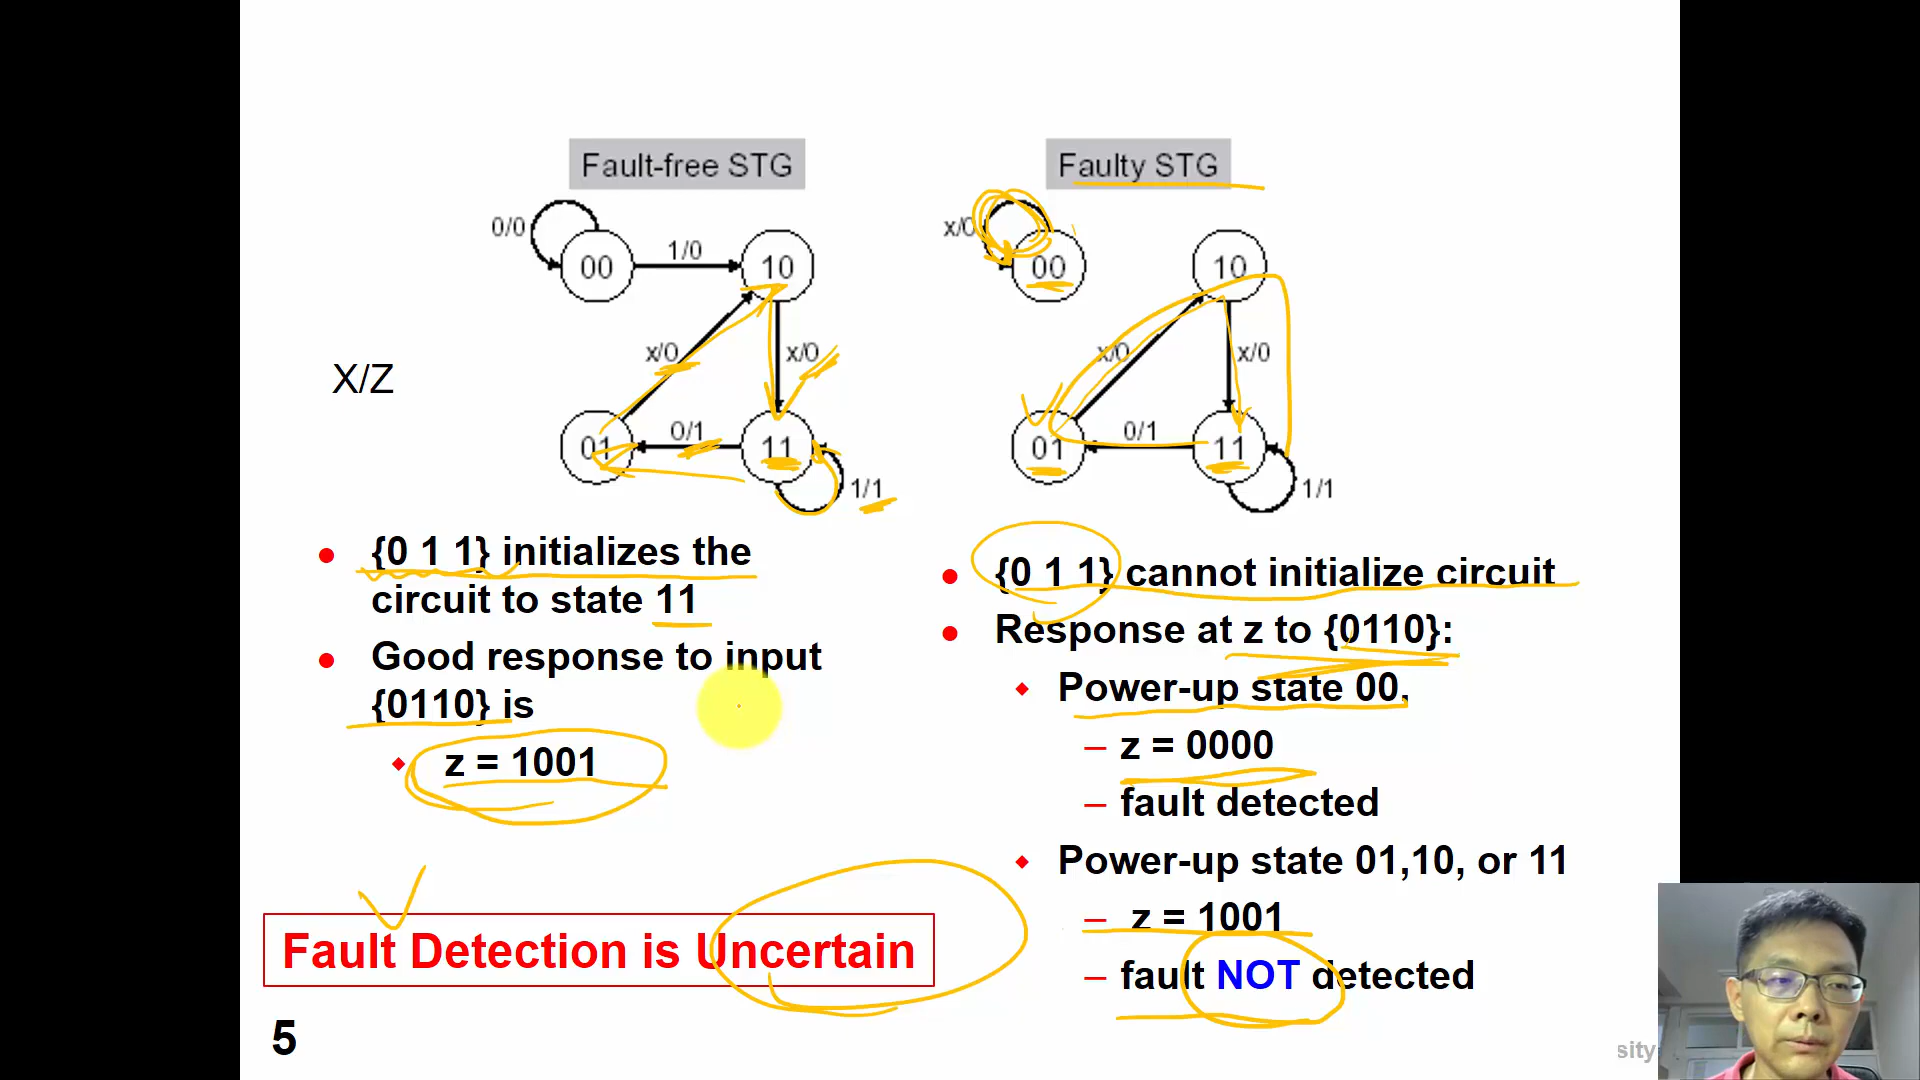 Fault-free STG
Faulty STG
0/0
00
1/0
10
x/0
00
10
X/Z
x/0
x/0
x/0
x/0
01
0/1
11
1/1
01
0/1
11
1/1
{0 1 1} initializes the
circuit to state 11
Good response to input
{0110} is
z = 1001
{0 1 1} cannot initialize circuit
Response at z to {0110}:
Power-up state 00,
– z = 0000
– fault detected
Power-up state 01,10, or 11
– z = 1001
– fault NOT detected
Fault Detection is Uncertain
5
sity